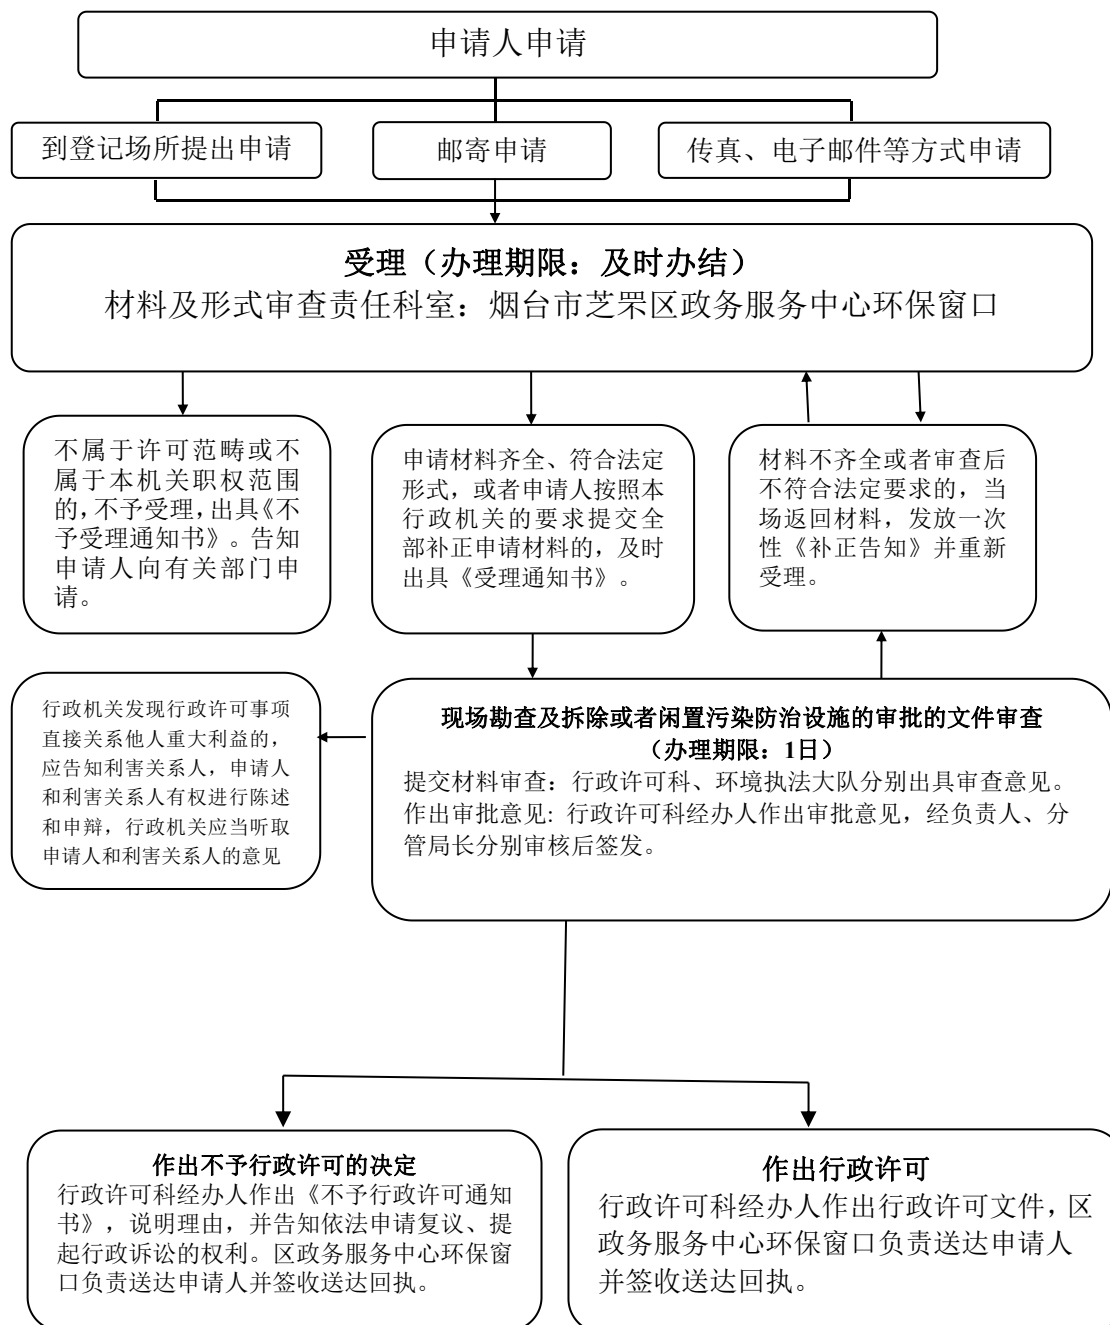 申请人申请
到登记场所提出申请
邮寄申请
传真、电子邮件等方式申请
受理（办理期限：及时办结）
材料及形式审查责任科室：烟台市芝罘区政务服务中心环保窗口
不属于许可范畴或不
属于本机关职权范围
的，不予受理，出具《不
予受理通知书》。告知
申请人向有关部门申
请。
申请材料齐全、符合法定
形式，或者申请人按照本
行政机关的要求提交全
部补正申请材料的，及时
出具《受理通知书》。
材料不齐全或者审查后
不符合法定要求的，当
场返回材料，发放一次
性《补正告知》并重新
受理。
行政机关发现行政许可事项
直接关系他人重大利益的，
应告知利害关系人，申请人
和利害关系人有权进行陈述
和申辩，行政机关应当听取
申请人和利害关系人的意见
现场勘查及拆除或者闲置污染防治设施的审批的文件审查
（办理期限：1日）
提交材料审查：行政许可科、环境执法大队分别出具审查意见。
作出审批意见: 行政许可科经办人作出审批意见，经负责人、分
管局长分别审核后签发。
作出不予行政许可的决定
行政许可科经办人作出《不予行政许可通知
书》，说明理由，并告知依法申请复议、提
起行政诉讼的权利。区政务服务中心环保窗
口负责送达申请人并签收送达回执。
作出行政许可
行政许可科经办人作出行政许可文件，区
政务服务中心环保窗口负责送达申请人
并签收送达回执。